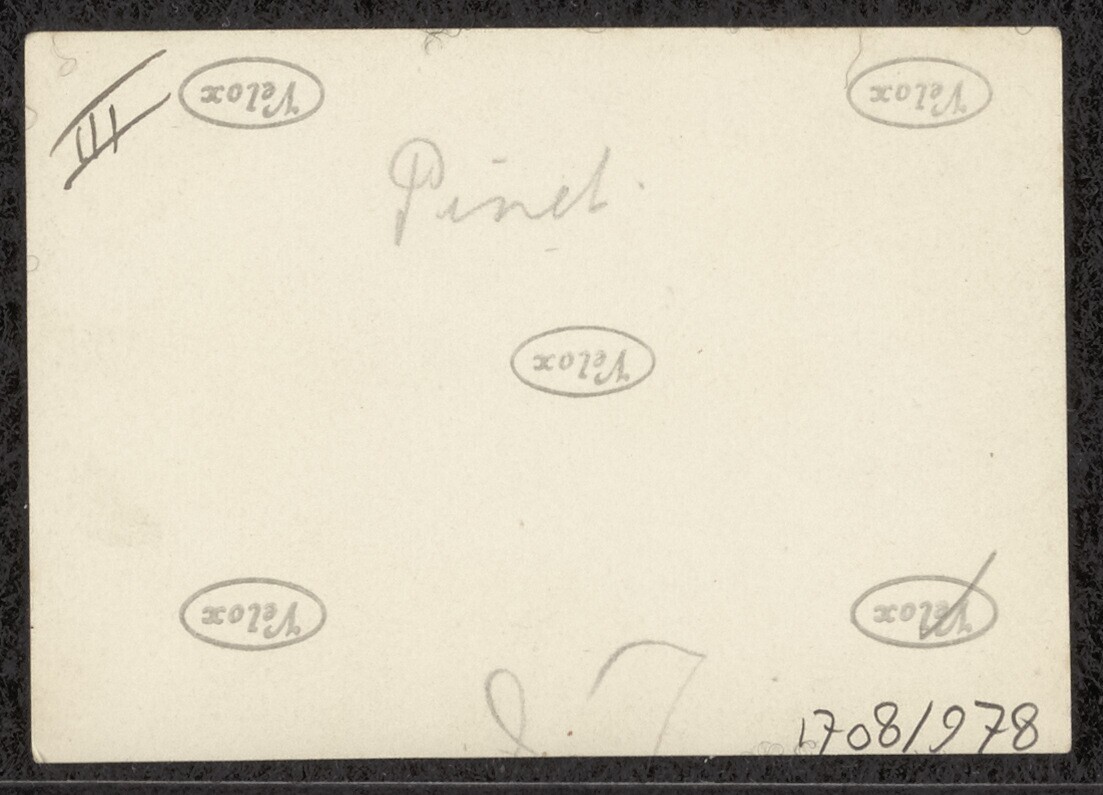 III
Velox Velox
Pinet.
Velox
Velox Velox
1708/978